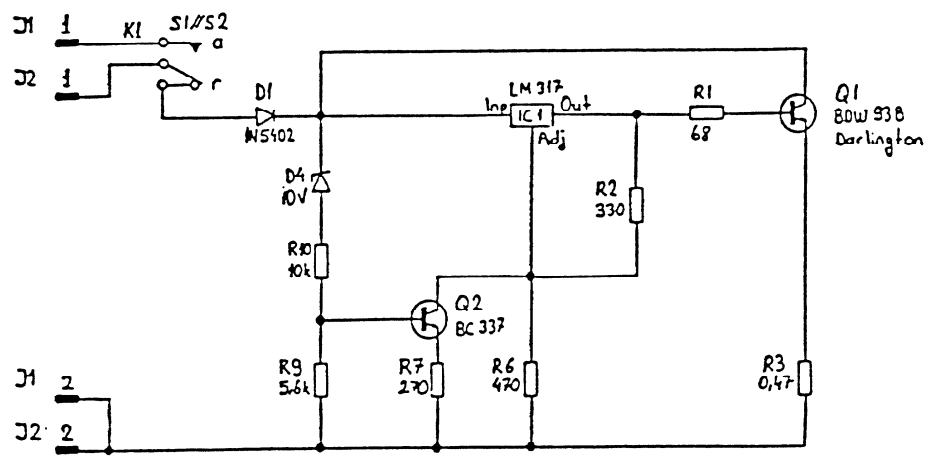 J1 1 K1 S1//S2 a
J2 1 r
D1
1N5402
LM317
Inp IC1 Out
Adj
R1
68
Q1
BDW 93B
Darlington
D4
10V
R2
330
R10
10k
Q2
BC 337
R9
5.6k
R7
270
R6
470
R3
0,47
J1 2
J2 2